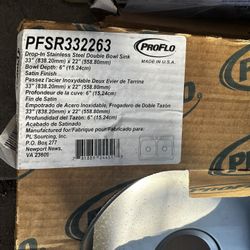 PFSR332263
Drop-In Stainless Steel Double Bowl Sink
33" (838.20mm) x 22" (558.80mm)
Bowl Depth: 6" (15.24cm)
Satin Finish
Passez l'acier Inoxydable Deux Evier de Terrine
33" (838.20mm) x 22" (558.80mm)
Profondeur de la cuve: 6" (15.24cm)
Fin de Satin
Empotrado de Acero Inoxidable, Fregadero de Doble Tazón
33" (838.20mm) x 22" (558.80mm)
Profundidad del Tazón: 6" (15.24cm)
Acabado de Satinado
Manufactured for/Fabriqué pour/Fabricado para:
PL Sourcing, Inc.
P.O. Box 277
Newport News,
VA 23605
PROFLO
MADE IN U.S.A.